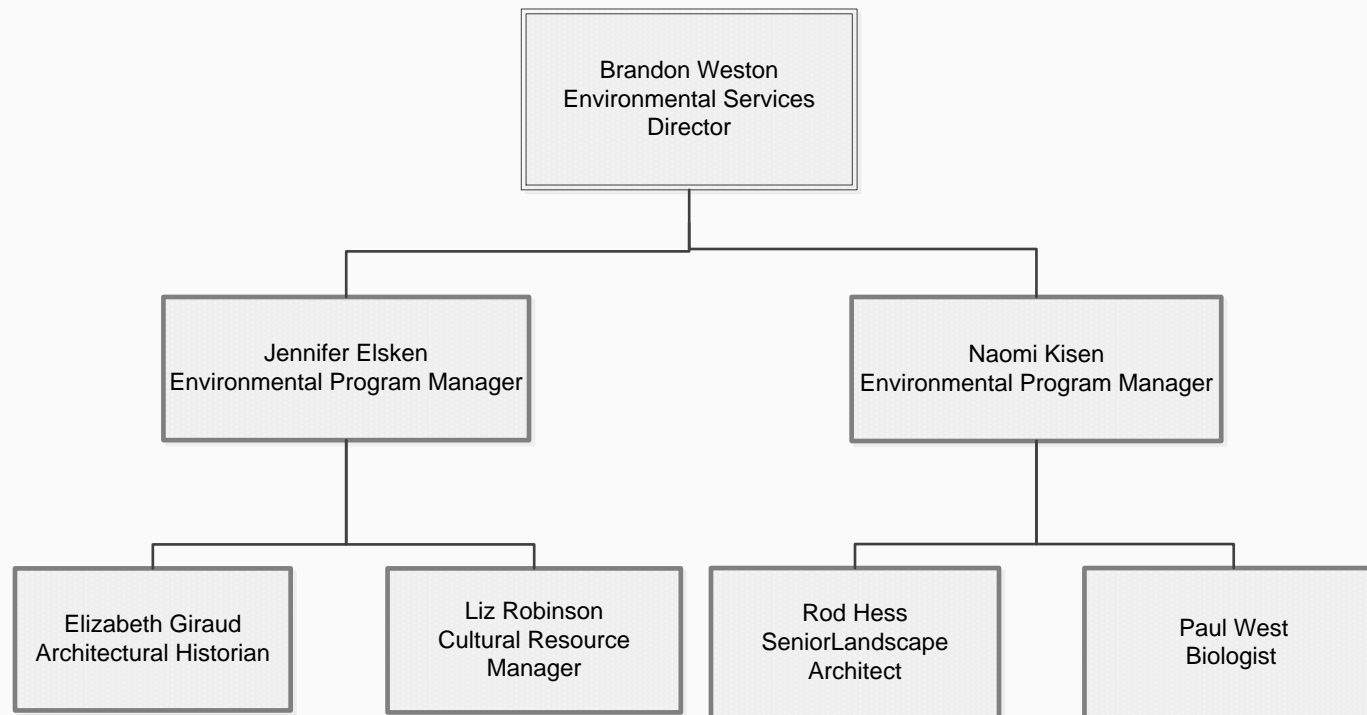 Brandon Weston
Environmental Services
Director
Jennifer Elsken
Environmental Program Manager
Naomi Kisen
Environmental Program Manager
Elizabeth Giraud
Architectural Historian
Liz Robinson
Cultural Resource
Manager
Rod Hess
SeniorLandscape
Architect
Paul West
Biologist